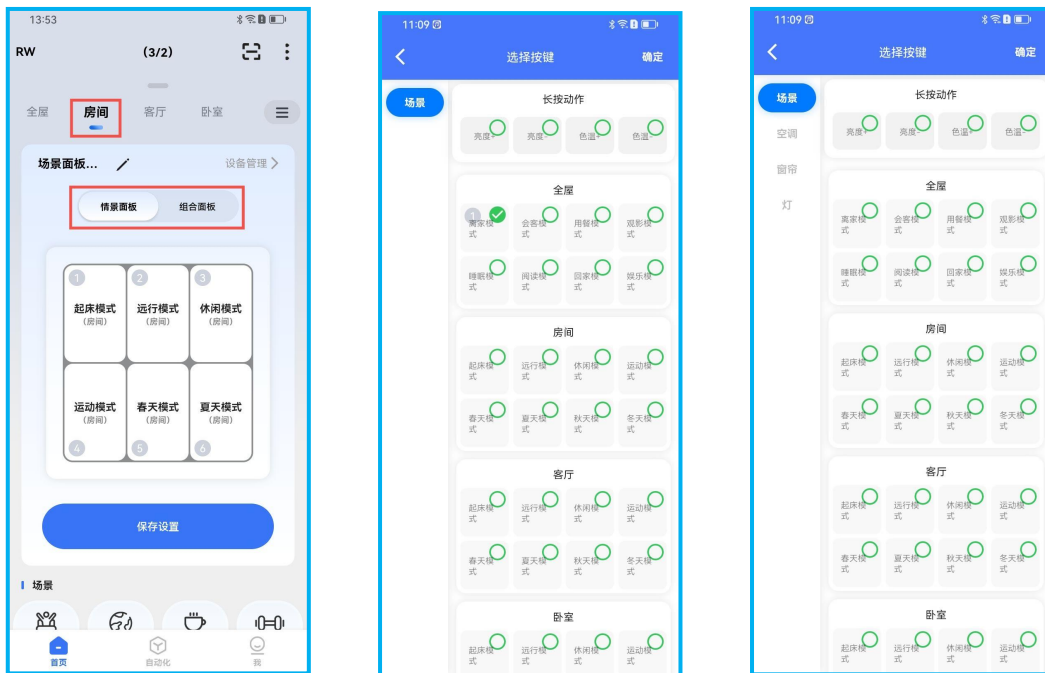 13:53
RW
(3/2)
全屋
房间
客厅
卧室
场景面板...
设备管理
情景面板
组合面板
1
2
3
起床模式
远行模式
休闲模式
(房间)
(房间)
(房间)
运动模式
春天模式
夏天模式
(房间)
(房间)
(房间)
4
5
6
保存设置
场景
首页
自动化
我
11:09
选择按键
确定
场景
长按动作
亮度+
亮度-
色温+
色温-
全屋
1
离家模式
会客模式
用餐模式
观影模式
睡眠模式
阅读模式
回家模式
娱乐模式
房间
起床模式
远行模式
休闲模式
运动模式
春天模式
夏天模式
秋天模式
冬天模式
客厅
起床模式
远行模式
休闲模式
运动模式
春天模式
夏天模式
秋天模式
冬天模式
卧室
起床模式
远行模式
休闲模式
运动模式
11:09
选择按键
确定
场景
空调
窗帘
灯
长按动作
亮度+
亮度-
色温+
色温-
全屋
离家模式
会客模式
用餐模式
观影模式
睡眠模式
阅读模式
回家模式
娱乐模式
房间
起床模式
远行模式
休闲模式
运动模式
春天模式
夏天模式
秋天模式
冬天模式
客厅
起床模式
远行模式
休闲模式
运动模式
春天模式
夏天模式
秋天模式
冬天模式
卧室
起床模式
远行模式
休闲模式
运动模式